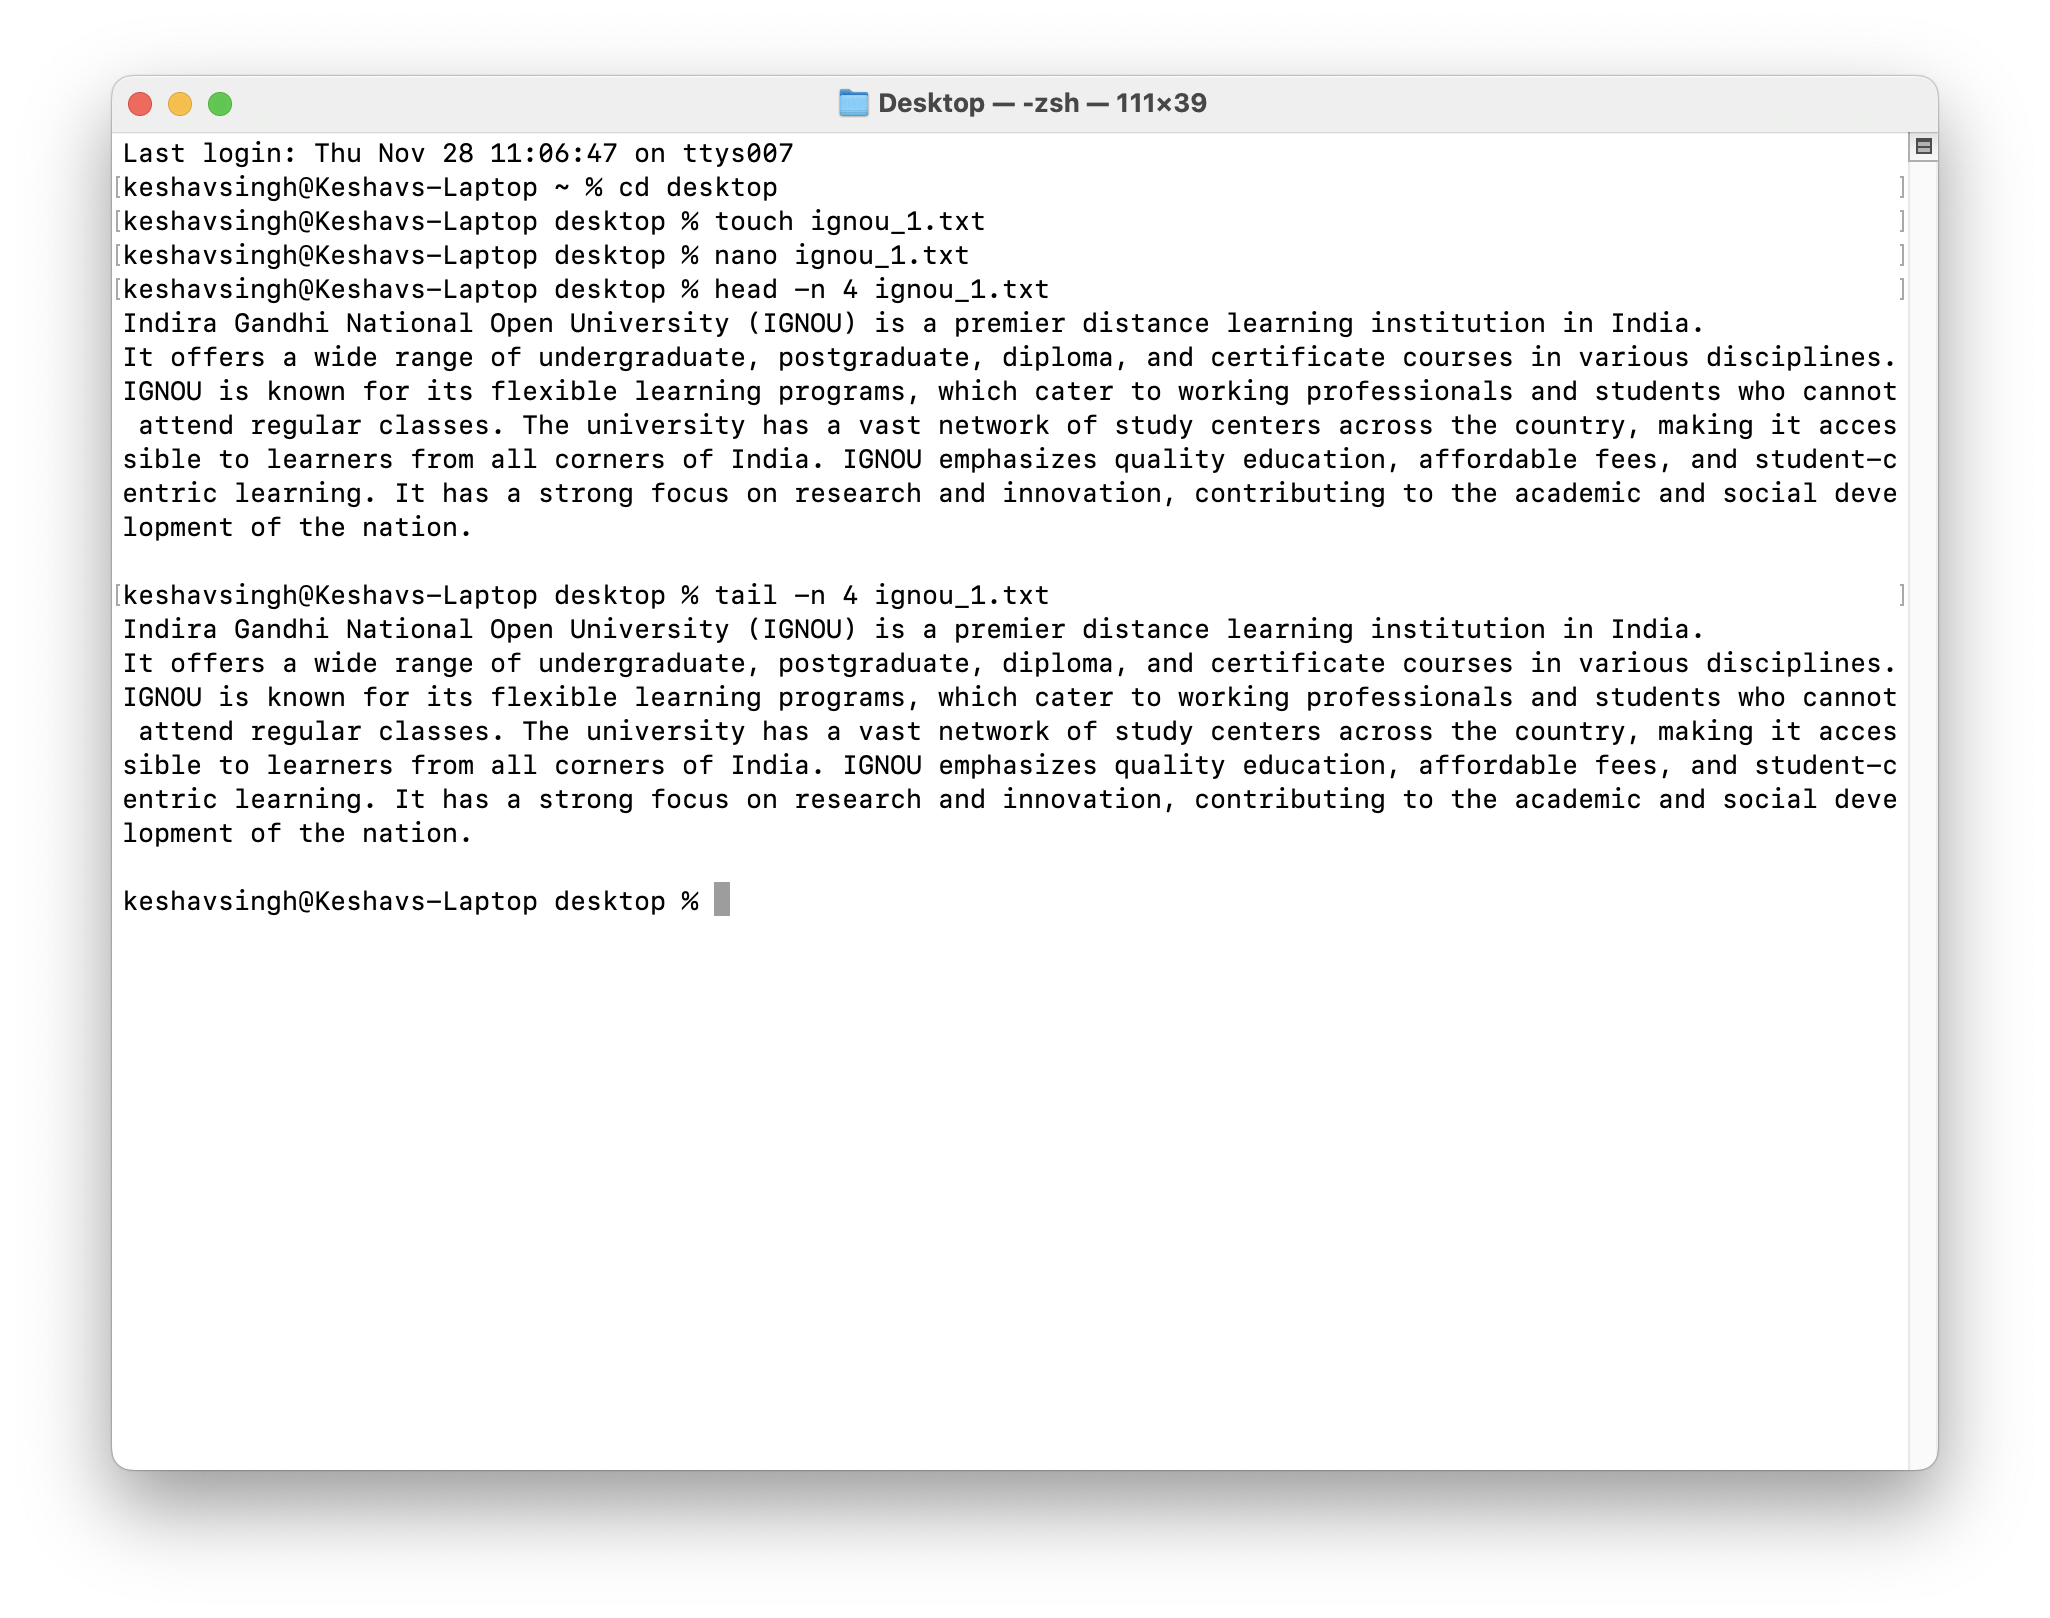 Desktop — -zsh — 111×39
Last login: Thu Nov 28 11:06:47 on ttys007
[keshavsingh@Keshavs-Laptop ~ % cd desktop ]
[keshavsingh@Keshavs-Laptop desktop % touch ignou_1.txt ]
[keshavsingh@Keshavs-Laptop desktop % nano ignou_1.txt ]
[keshavsingh@Keshavs-Laptop desktop % head -n 4 ignou_1.txt ]
Indira Gandhi National Open University (IGNOU) is a premier distance learning institution in India.
It offers a wide range of undergraduate, postgraduate, diploma, and certificate courses in various disciplines.
IGNOU is known for its flexible learning programs, which cater to working professionals and students who cannot
 attend regular classes. The university has a vast network of study centers across the country, making it acces
sible to learners from all corners of India. IGNOU emphasizes quality education, affordable fees, and student-c
entric learning. It has a strong focus on research and innovation, contributing to the academic and social deve
lopment of the nation.
[keshavsingh@Keshavs-Laptop desktop % tail -n 4 ignou_1.txt ]
Indira Gandhi National Open University (IGNOU) is a premier distance learning institution in India.
It offers a wide range of undergraduate, postgraduate, diploma, and certificate courses in various disciplines.
IGNOU is known for its flexible learning programs, which cater to working professionals and students who cannot
 attend regular classes. The university has a vast network of study centers across the country, making it acces
sible to learners from all corners of India. IGNOU emphasizes quality education, affordable fees, and student-c
entric learning. It has a strong focus on research and innovation, contributing to the academic and social deve
lopment of the nation.
keshavsingh@Keshavs-Laptop desktop %